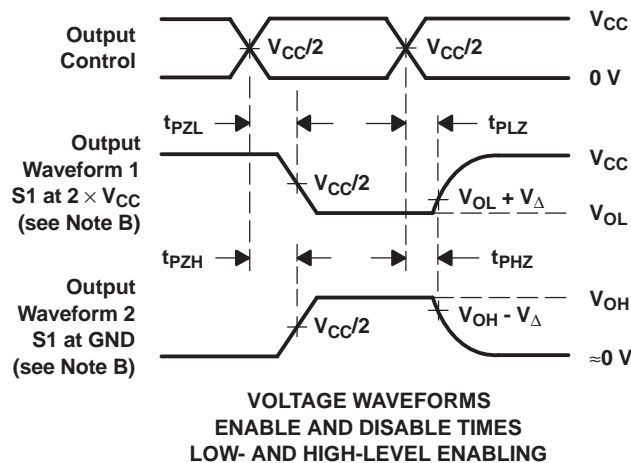 Output
Control
V_CC/2
V_CC/2
V_CC
0 V
t_PZL
t_PLZ
Output
Waveform 1
S1 at 2 × V_CC
(see Note B)
V_CC/2
V_OL + V_Δ
V_CC
V_OL
t_PZH
t_PHZ
Output
Waveform 2
S1 at GND
(see Note B)
V_CC/2
V_OH - V_Δ
V_OH
≈0 V
VOLTAGE WAVEFORMS
ENABLE AND DISABLE TIMES
LOW- AND HIGH-LEVEL ENABLING